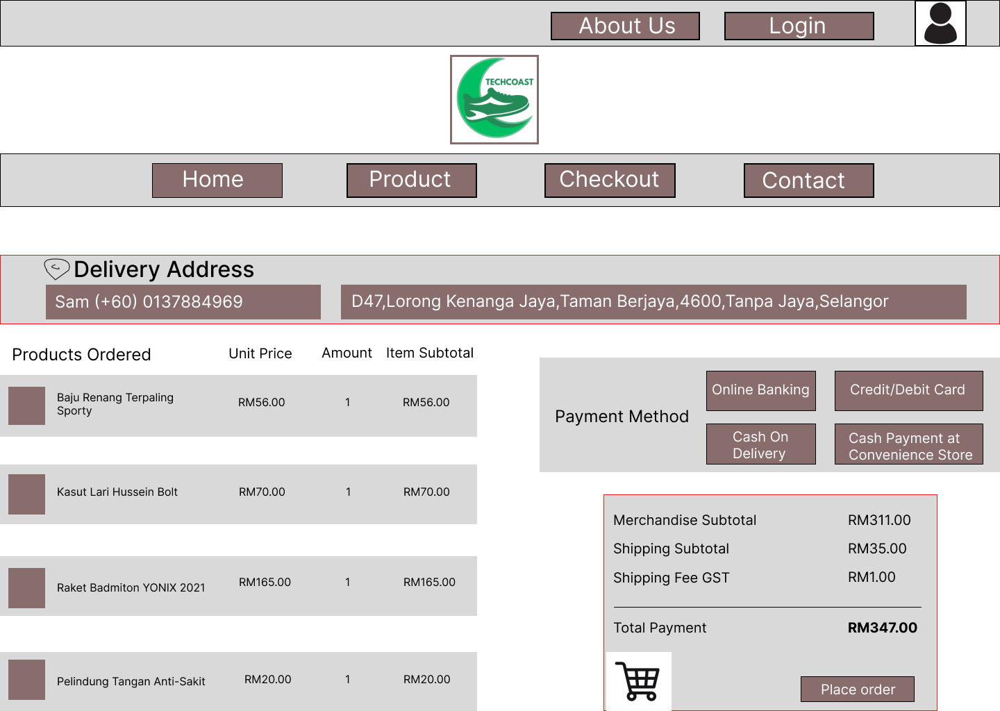 About Us
Login
TECHCOAST
Home
Product
Checkout
Contact
Delivery Address
Sam (+60) 0137884969
D47,Lorong Kenanga Jaya,Taman Berjaya,4600,Tanpa Jaya,Selangor
Products Ordered
Unit Price
Amount
Item Subtotal
Baju Renang Terpaling
Sporty
RM56.00
1
RM56.00
Kasut Lari Hussein Bolt
RM70.00
1
RM70.00
Raket Badmiton YONIX 2021
RM165.00
1
RM165.00
Pelindung Tangan Anti-Sakit
RM20.00
1
RM20.00
Payment Method
Online Banking
Credit/Debit Card
Cash On
Delivery
Cash Payment at
Convenience Store
Merchandise Subtotal
RM311.00
Shipping Subtotal
RM35.00
Shipping Fee GST
RM1.00
Total Payment
RM347.00
Place order